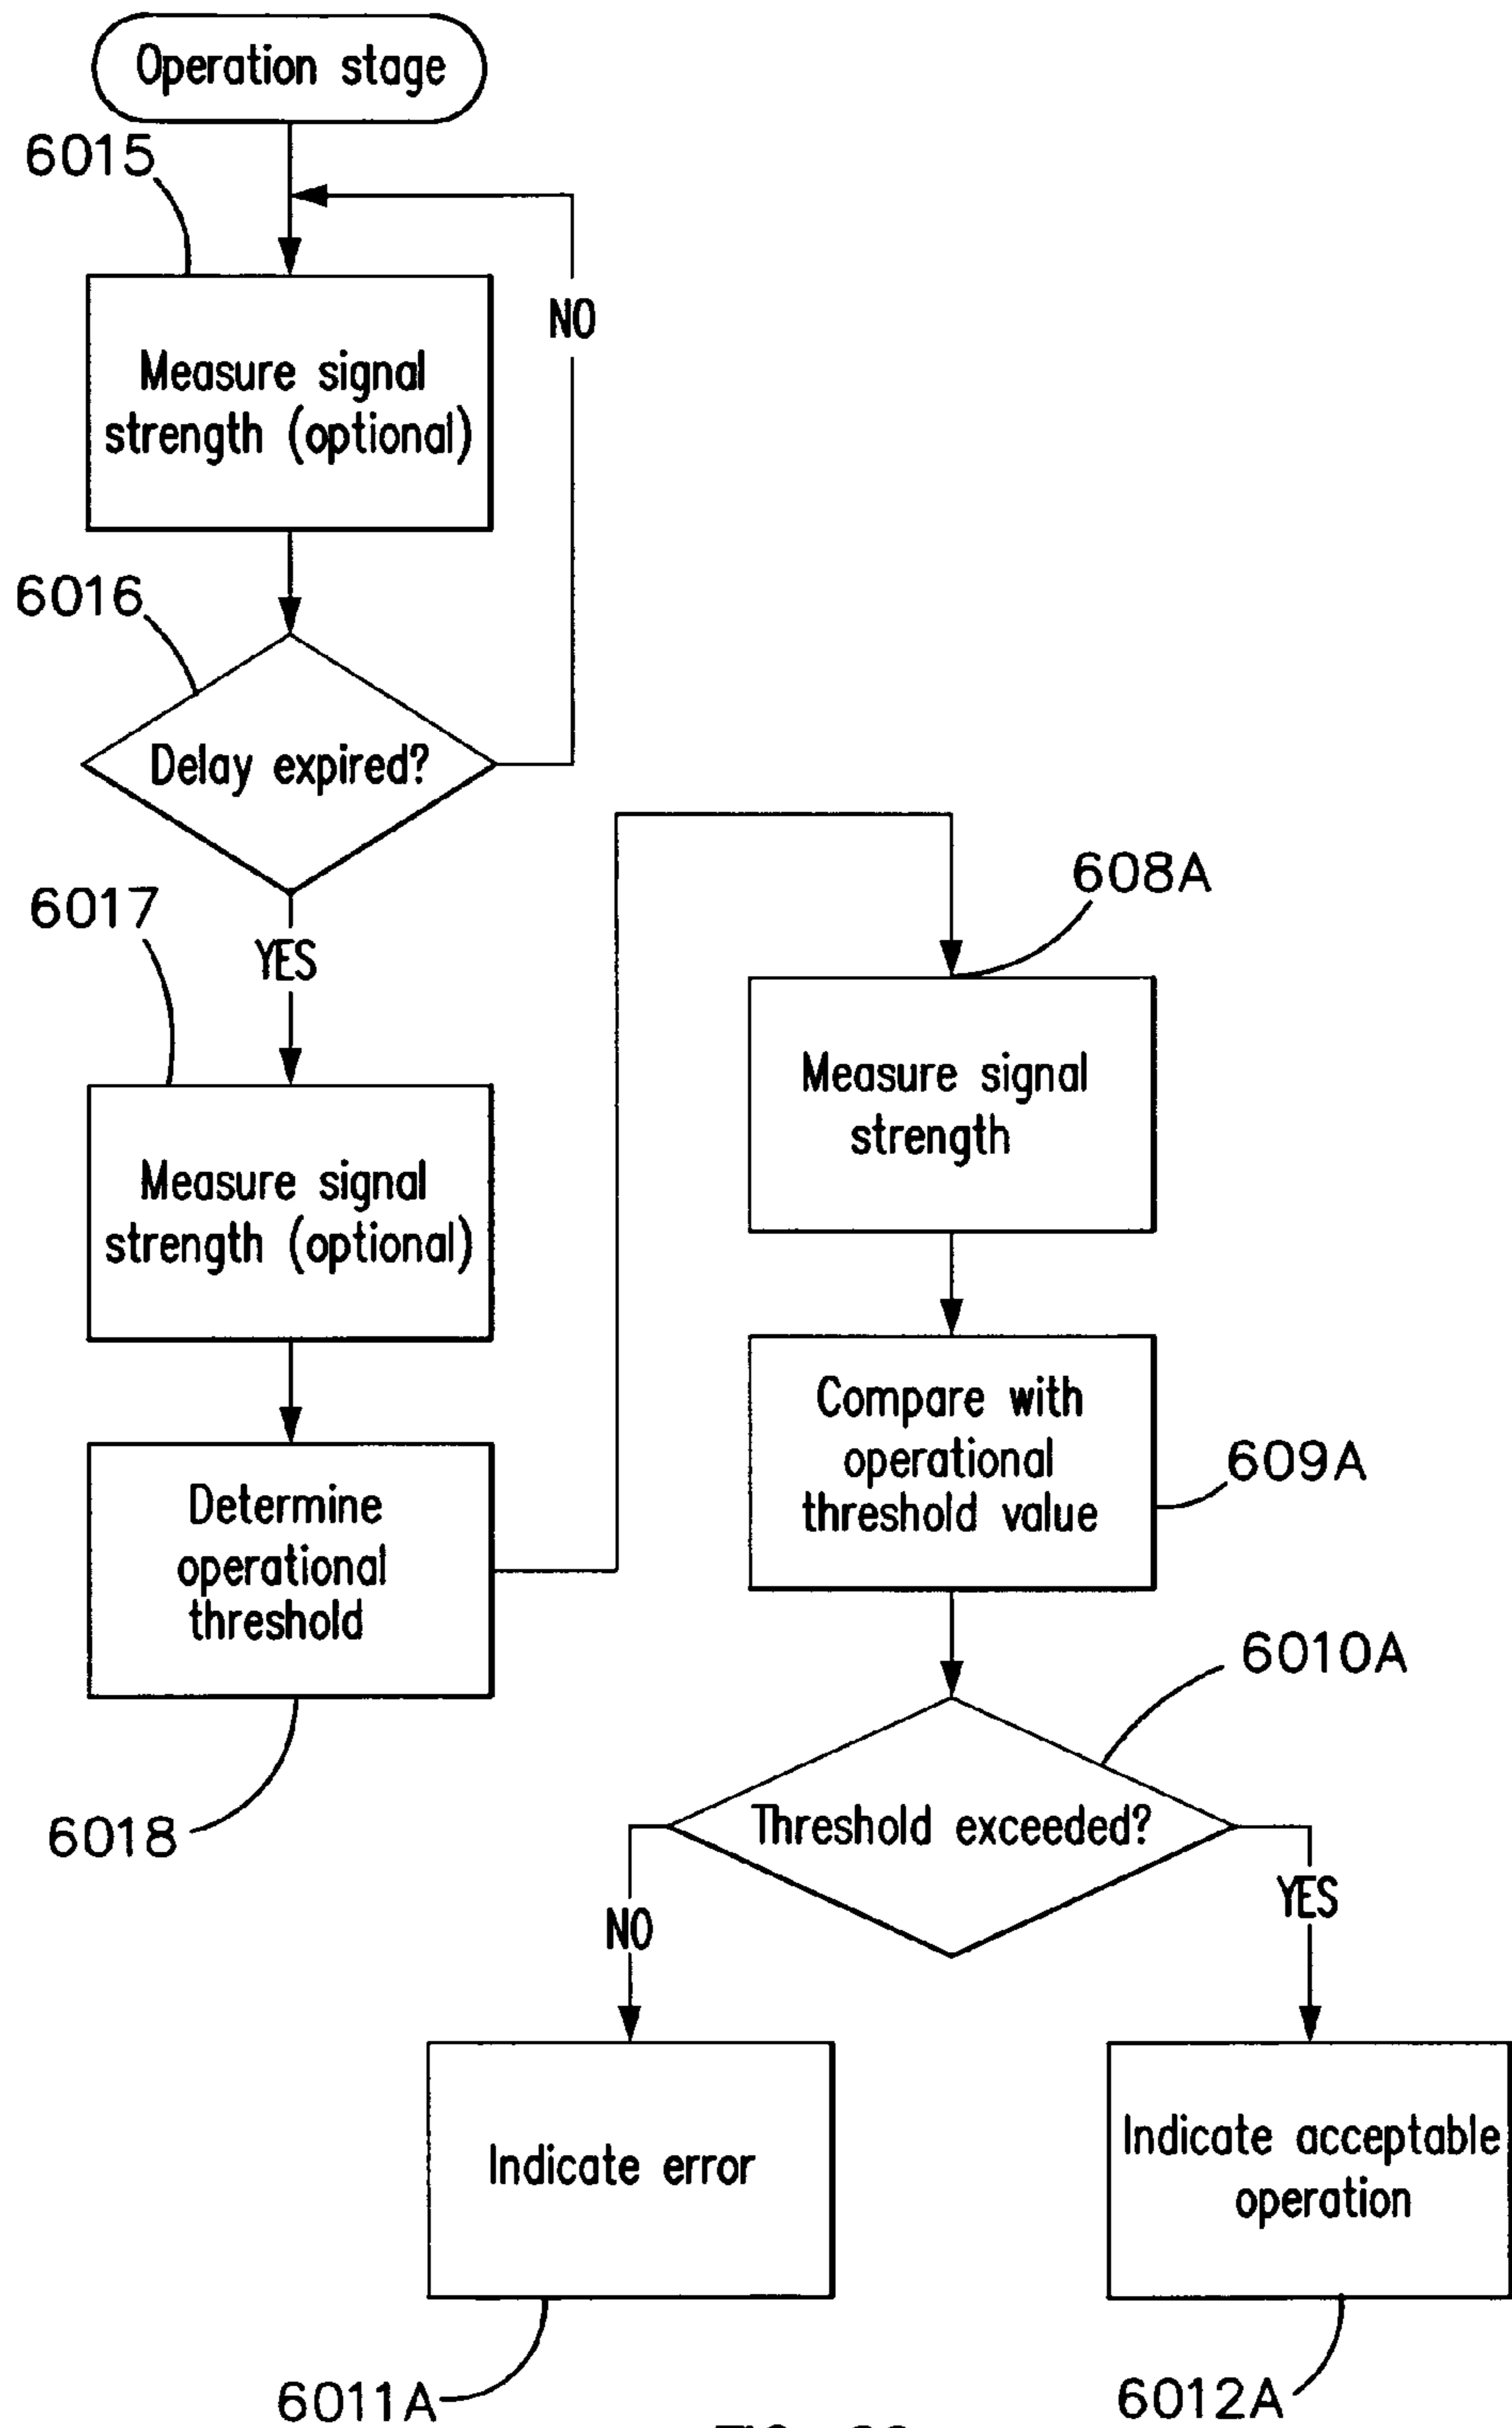 Operation stage
6015
NO
Measure signal
strength (optional)
6016
Delay expired?
6017
YES
Measure signal
strength (optional)
Determine
operational
threshold
6018
608A
Measure signal
strength
Compare with
operational
threshold value
609A
6010A
Threshold exceeded?
NO
YES
Indicate error
Indicate acceptable
operation
6011A
6012A